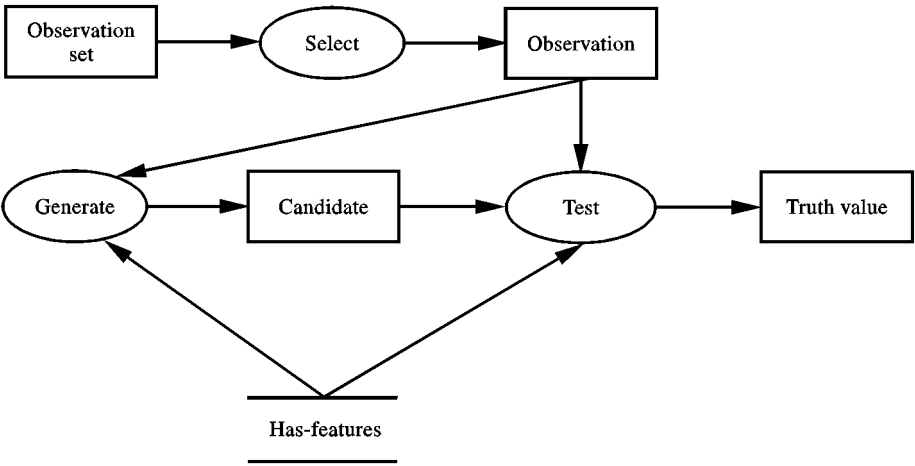 Observation
set
Select
Observation
Generate
Candidate
Test
Truth value
Has-features